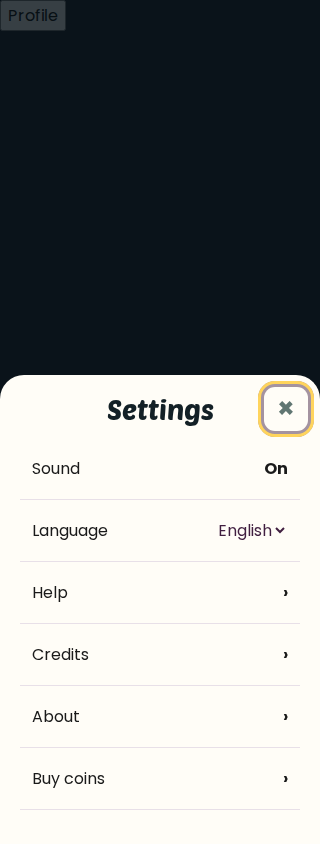 Profile
Settings ✖
Sound On
Language English
Help ›
Credits ›
About ›
Buy coins ›